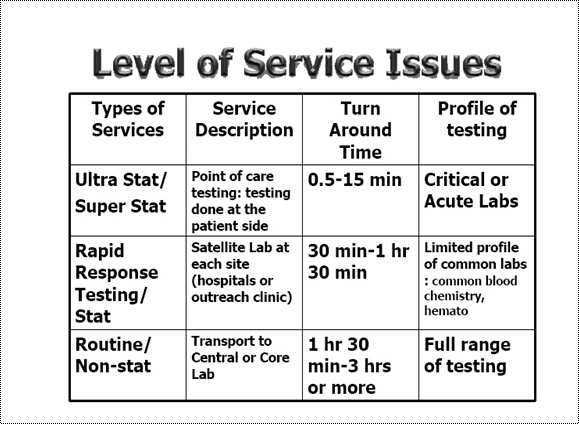 Level of Service Issues
Types of
Services
Service
Description
Turn
Around
Time
Profile of
testing
Ultra Stat/
Super Stat
Point of care
testing: testing
done at the
patient side
0.5-15 min
Critical or
Acute Labs
Rapid
Response
Testing/
Stat
Satellite Lab at
each site
(hospitals or
outreach clinic)
30 min-1 hr
30 min
Limited profile
of common labs
: common blood
chemistry,
hemato
Routine/
Non-stat
Transport to
Central or Core
Lab
1 hr 30
min-3 hrs
or more
Full range
of testing